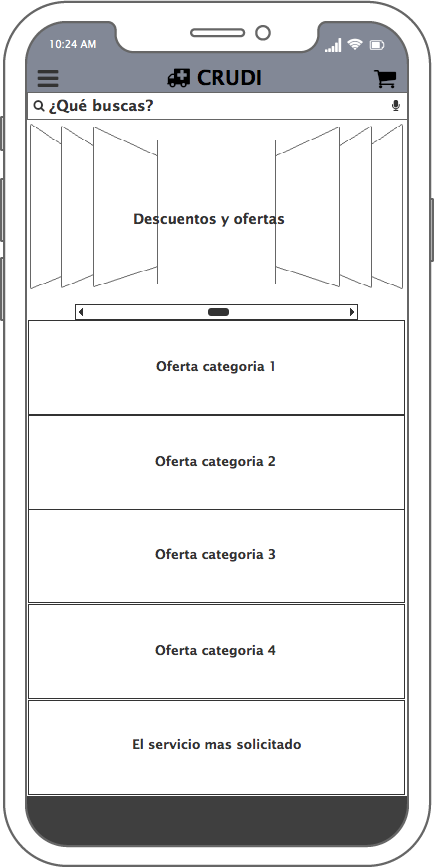 10:24 AM
CRUDI
¿Qué buscas?
Descuentos y ofertas
Oferta categoria 1
Oferta categoria 2
Oferta categoria 3
Oferta categoria 4
El servicio mas solicitado